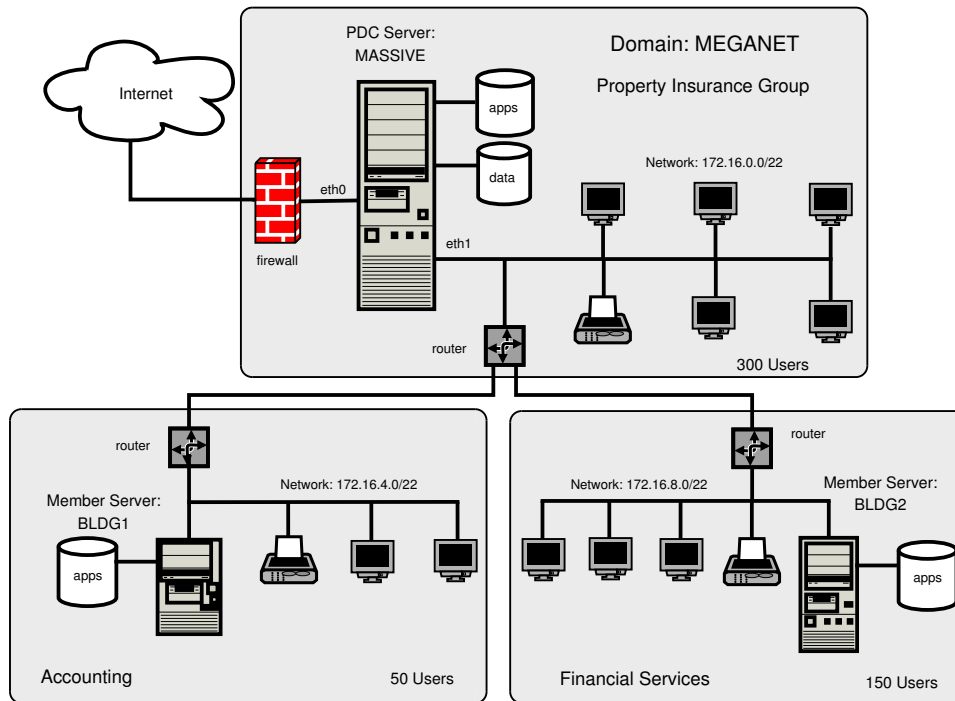 PDC Server:
MASSIVE
Domain: MEGANET
Property Insurance Group
Internet
apps
data
Network: 172.16.0.0/22
eth0
eth1
firewall
router
300 Users
router
Network: 172.16.4.0/22
Member Server:
BLDG1
apps
Accounting
50 Users
router
Network: 172.16.8.0/22
Member Server:
BLDG2
apps
Financial Services
150 Users